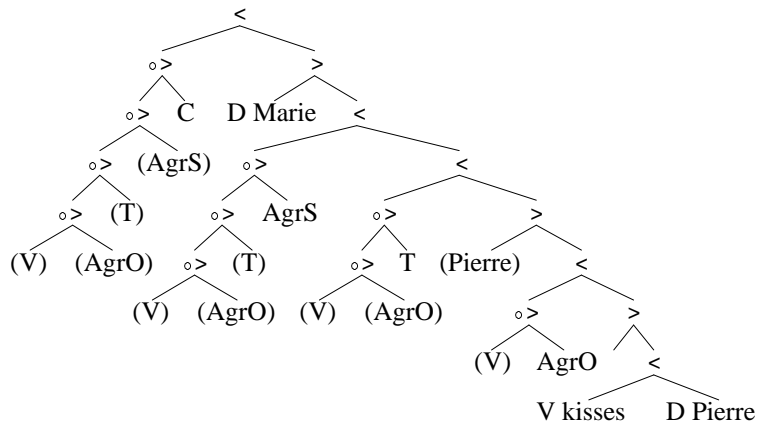 <
○> >
○> C D Marie <
○> (AgrS) ○> <
○> (T) ○> AgrS ○> >
(V) (AgrO) ○> (T) ○> T (Pierre) <
(V) (AgrO) (V) (AgrO) ○> >
(V) AgrO <
V kisses D Pierre